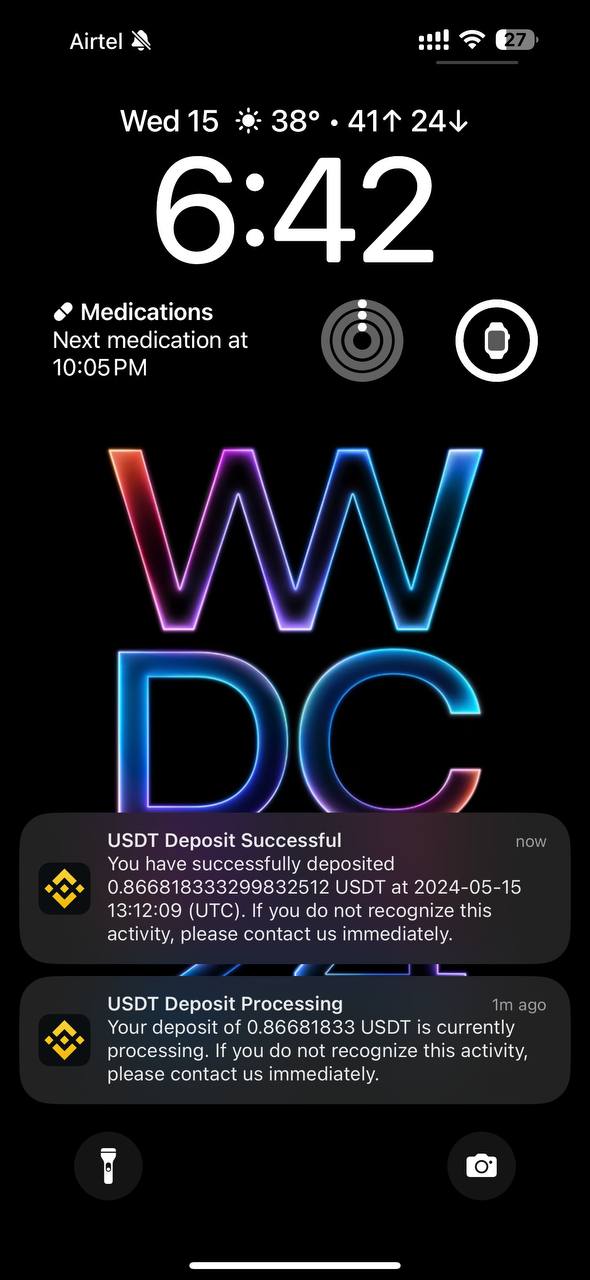 Airtel
27
Wed 15 38° • 41↑ 24↓
6:42
Medications
Next medication at
10:05 PM
WW
DC
24
USDT Deposit Successful now
You have successfully deposited
0.866818333299832512 USDT at 2024-05-15
13:12:09 (UTC). If you do not recognize this
activity, please contact us immediately.
USDT Deposit Processing 1m ago
Your deposit of 0.86681833 USDT is currently
processing. If you do not recognize this activity,
please contact us immediately.